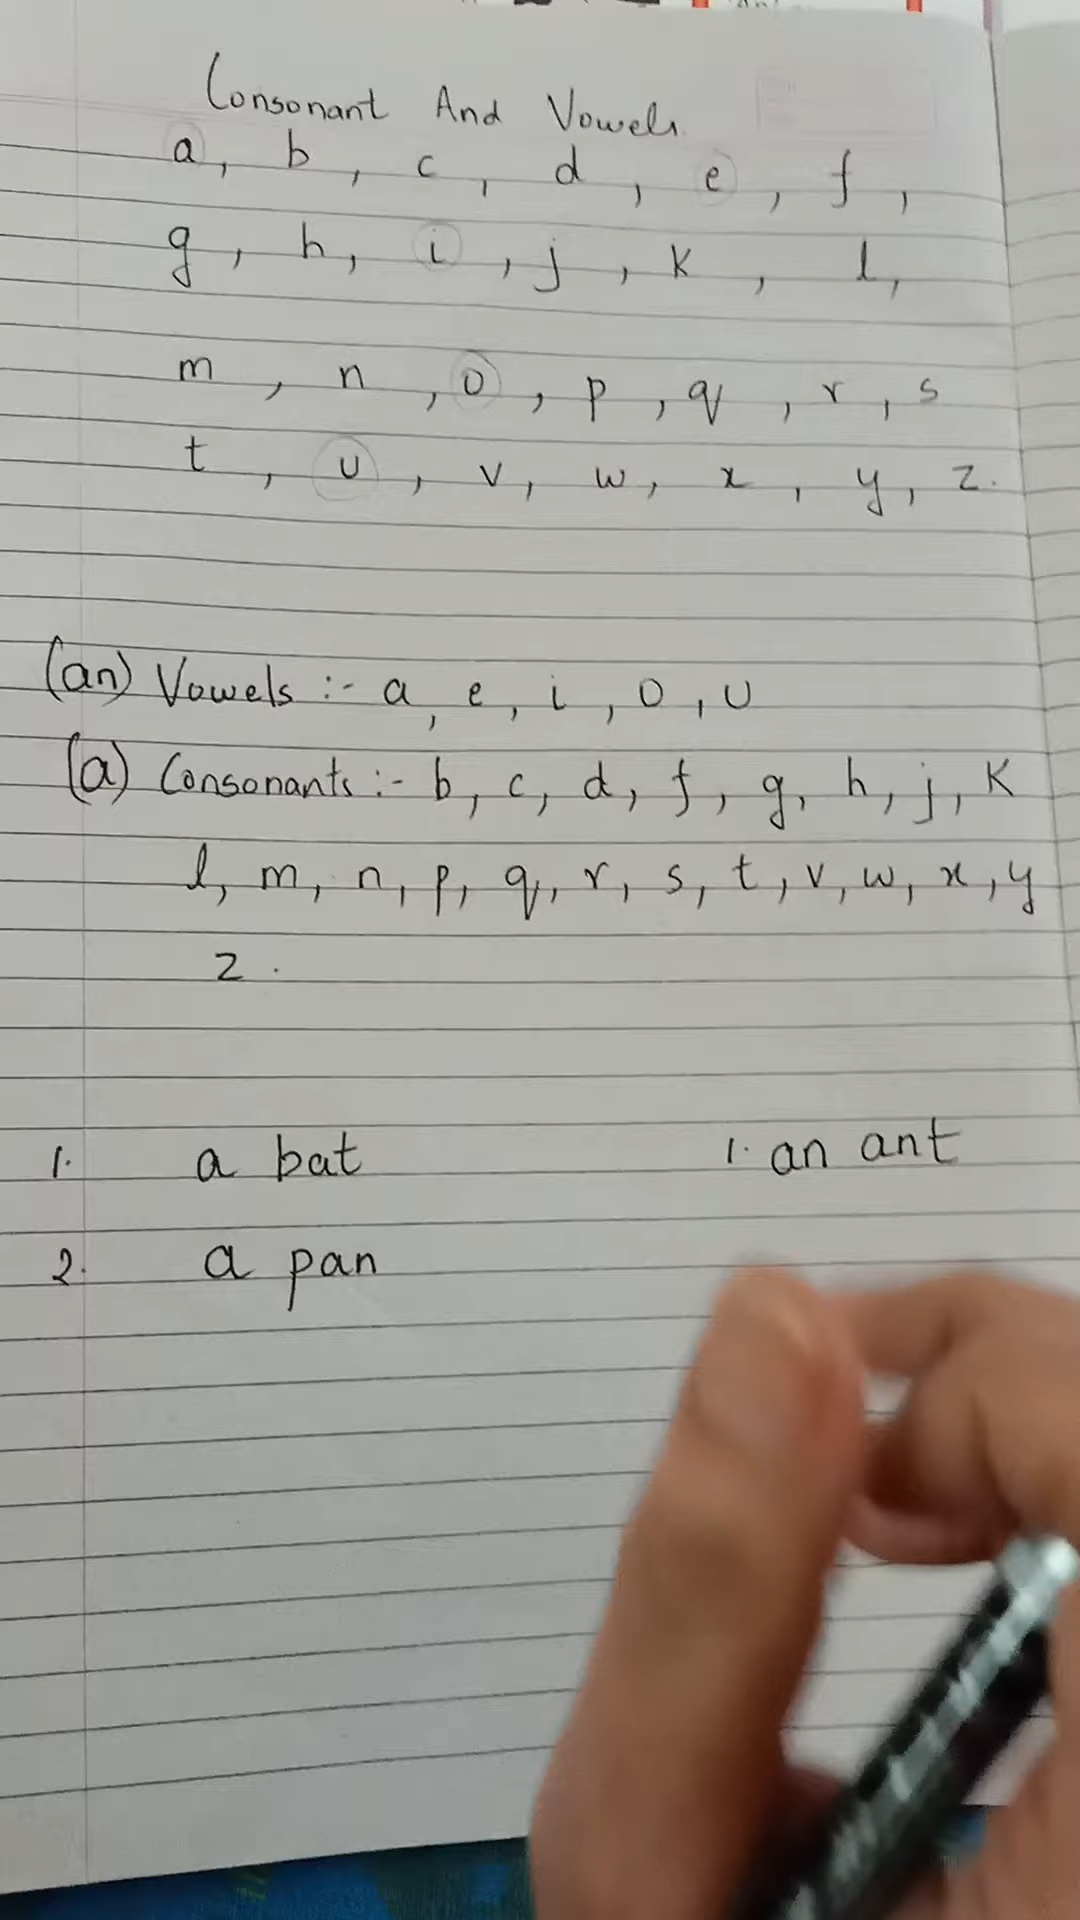 Consonant And Vowels.
a, b, c, d, e, f,
g, h, i, j, k, l,
m, n, o, p, q, r, s
t, u, v, w, x, y, z.
(an) Vowels :- a, e, i, o, u
(a) Consonants :- b, c, d, f, g, h, j, k
l, m, n, p, q, r, s, t, v, w, x, y
z.
1. a bat 1. an ant
2. a pan